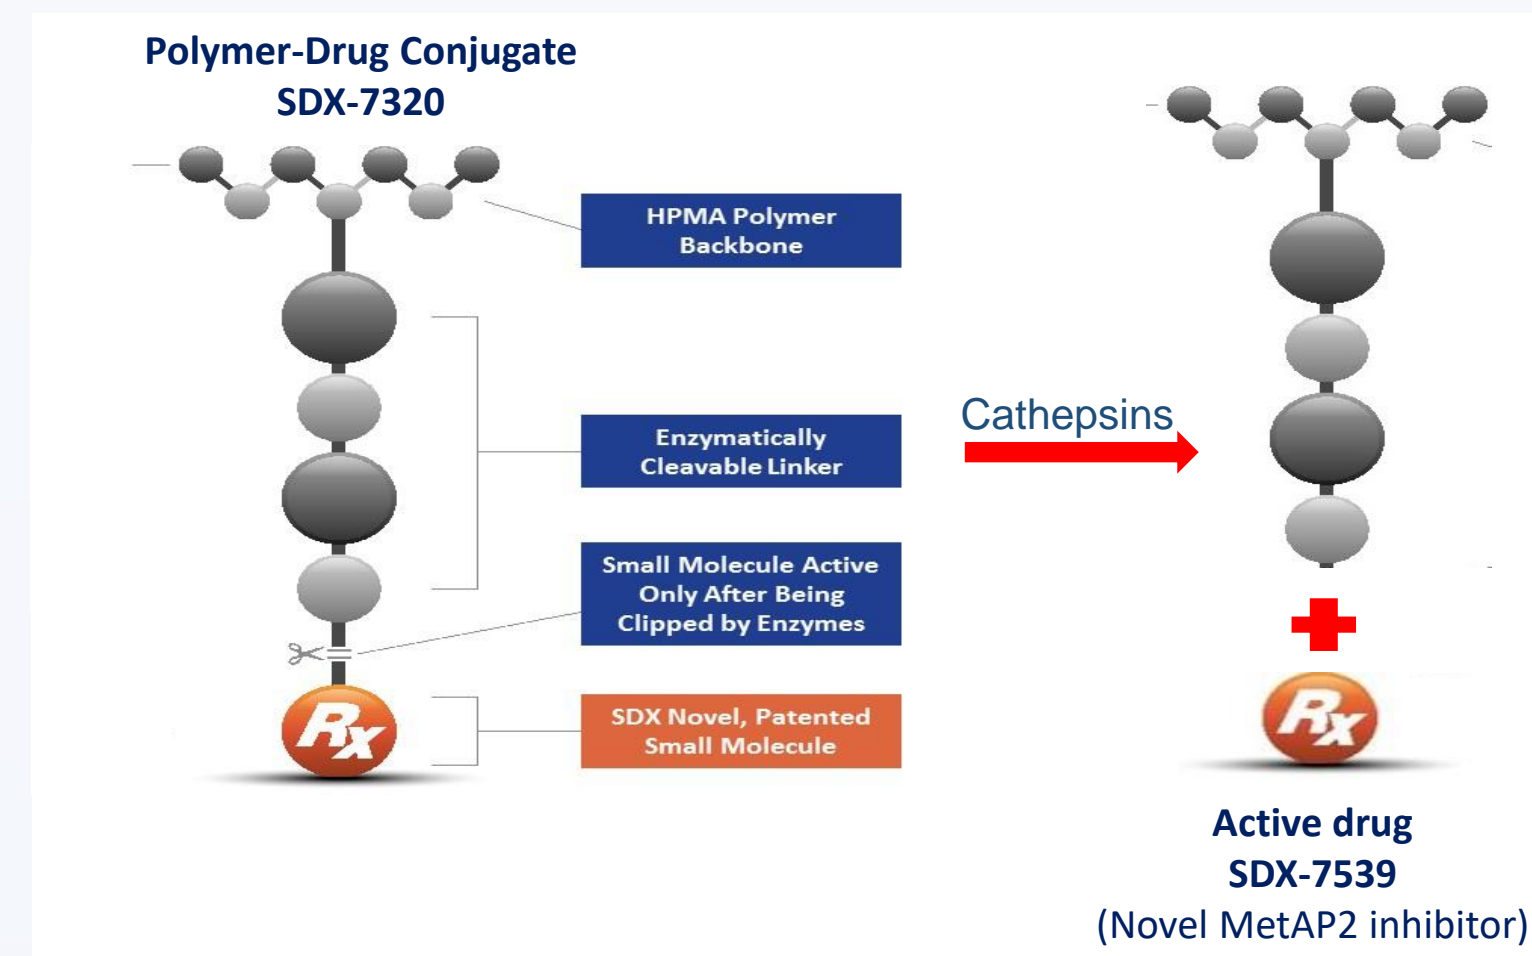 Polymer-Drug Conjugate
SDX-7320
HPMA Polymer
Backbone
Enzymatically
Cleavable Linker
Small Molecule Active
Only After Being
Clipped by Enzymes
Rx
SDX Novel, Patented
Small Molecule
Cathepsins
Rx
Active drug
SDX-7539
(Novel MetAP2 inhibitor)